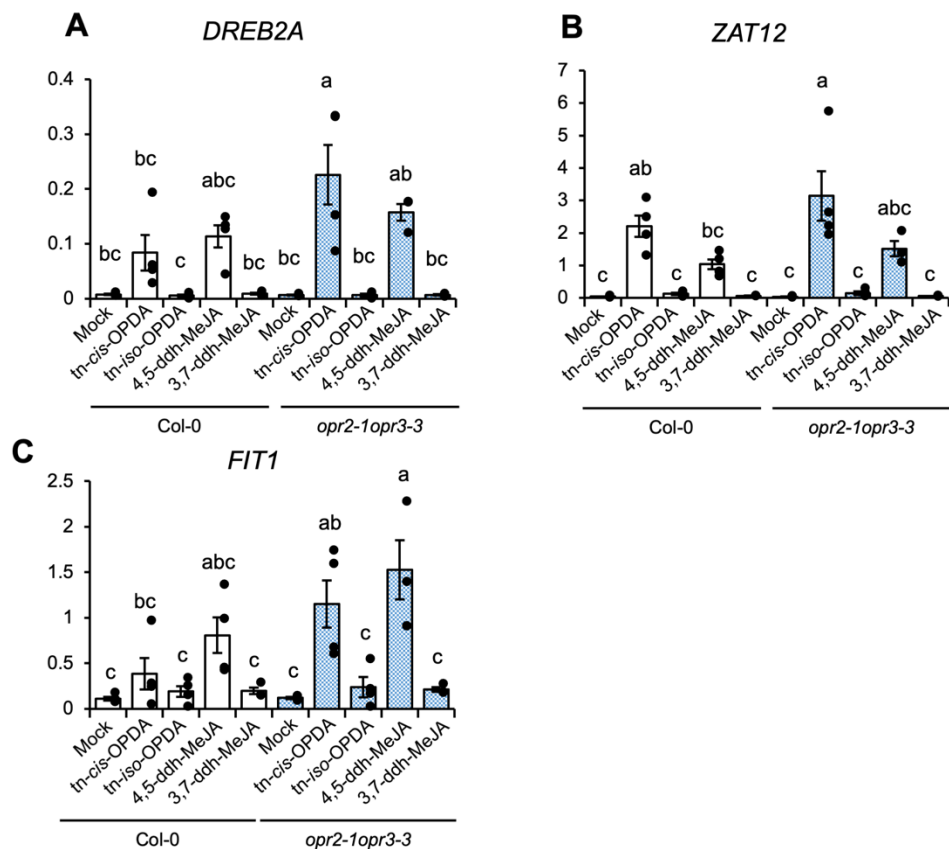 A
DREB2A
0.4
0.3
0.2
0.1
0
bc
bc
c
abc
bc
bc
a
bc
ab
bc
Mock
tn-cis-OPDA
tn-iso-OPDA
4,5-ddh-MeJA
3,7-ddh-MeJA
Mock
tn-cis-OPDA
tn-iso-OPDA
4,5-ddh-MeJA
3,7-ddh-MeJA
Col-0
opr2-1opr3-3
B
ZAT12
7
6
5
4
3
2
1
0
c
ab
c
bc
c
c
a
c
abc
c
Mock
tn-cis-OPDA
tn-iso-OPDA
4,5-ddh-MeJA
3,7-ddh-MeJA
Mock
tn-cis-OPDA
tn-iso-OPDA
4,5-ddh-MeJA
3,7-ddh-MeJA
Col-0
opr2-1opr3-3
C
FIT1
2.5
2
1.5
1
0.5
0
c
bc
c
abc
c
c
ab
c
a
c
Mock
tn-cis-OPDA
tn-iso-OPDA
4,5-ddh-MeJA
3,7-ddh-MeJA
Mock
tn-cis-OPDA
tn-iso-OPDA
4,5-ddh-MeJA
3,7-ddh-MeJA
Col-0
opr2-1opr3-3